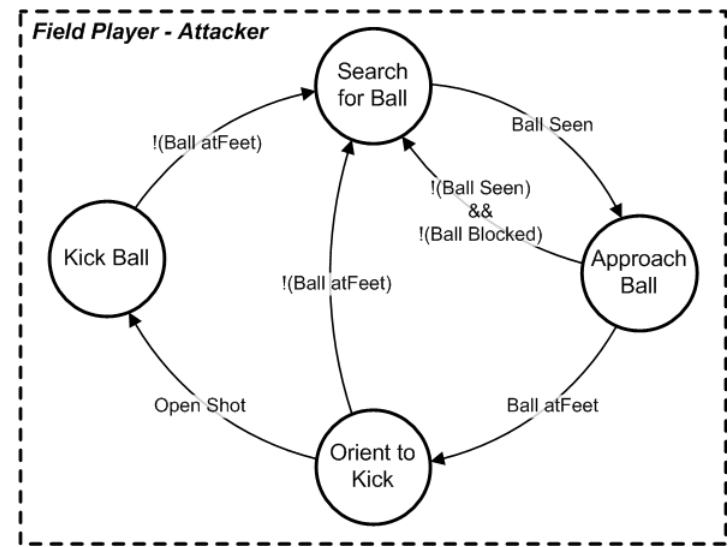 Field Player - Attacker
Search
for Ball
Ball Seen
!(Ball atFeet)
!(Ball Seen)
&&
!(Ball Blocked)
Kick Ball
Approach
Ball
!(Ball atFeet)
Open Shot
Ball atFeet
Orient to
Kick